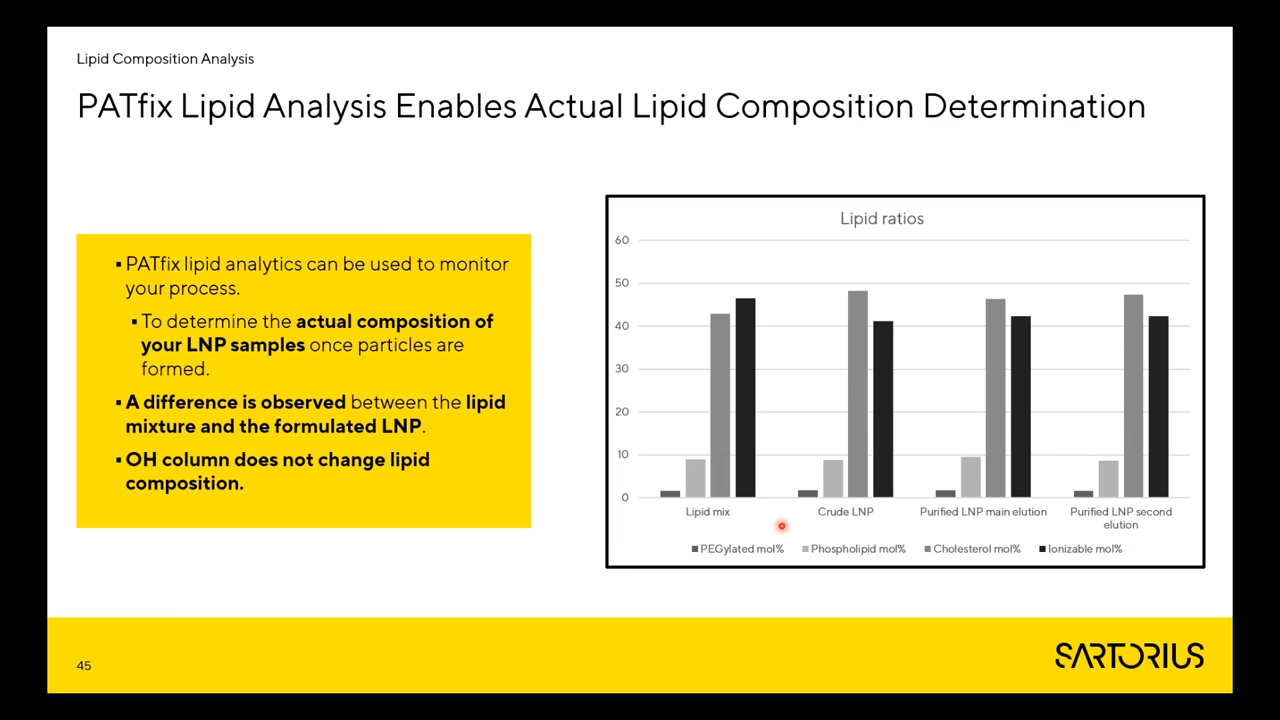 Lipid Composition Analysis
PATfix Lipid Analysis Enables Actual Lipid Composition Determination
▪ PATfix lipid analytics can be used to monitor
your process.
▪ To determine the actual composition of
your LNP samples once particles are
formed.
▪ A difference is observed between the lipid
mixture and the formulated LNP.
▪ OH column does not change lipid
composition.
Lipid ratios
60
50
40
30
20
10
0
Lipid mix
Crude LNP
Purified LNP main elution
Purified LNP second
elution
PEGylated mol% Phospholipid mol% Cholesterol mol% Ionizable mol%
45
SARTORIUS